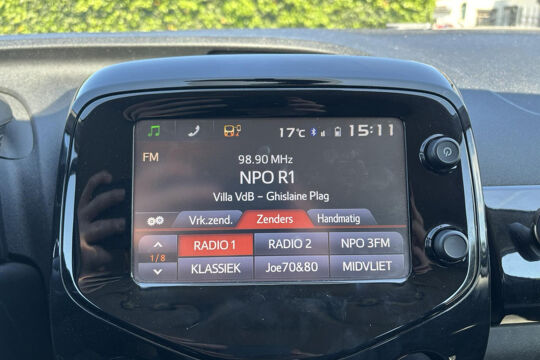 17°C 15:11
FM
98.90 MHz
NPO R1
Villa VdB – Ghislaine Plag
Vrk.zend. Zenders Handmatig
RADIO 1 RADIO 2 NPO 3FM
1/8
KLASSIEK Joe70&80 MIDVLIET